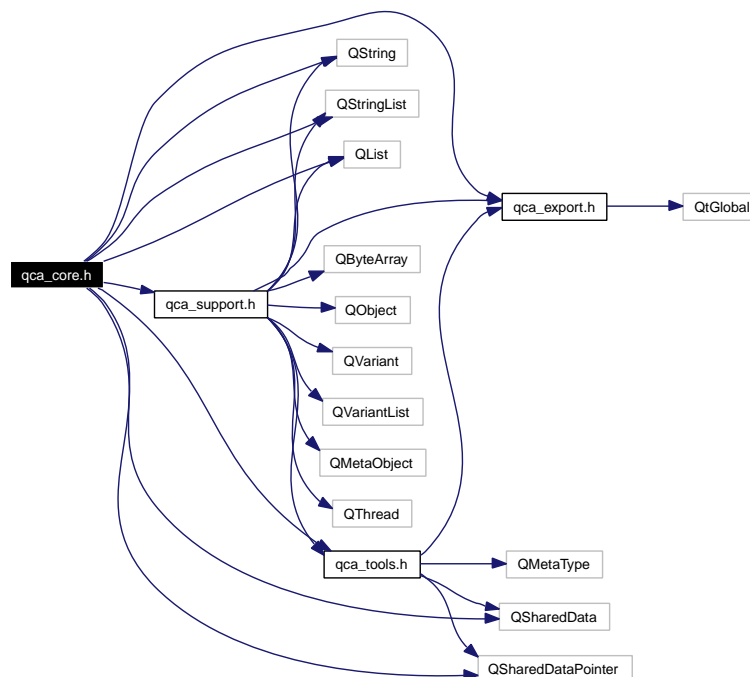 QString
QStringList
QList
qca_export.h
QtGlobal
QByteArray
qca_core.h
qca_support.h
QObject
QVariant
QVariantList
QMetaObject
QThread
qca_tools.h
QMetaType
QSharedData
QSharedDataPointer